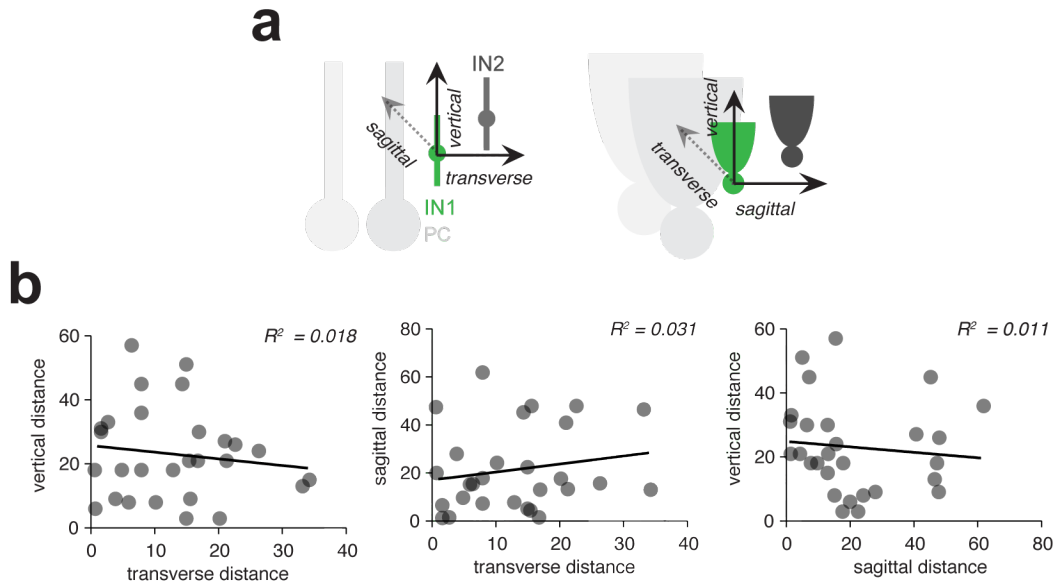 a
IN2
vertical
sagittal
transverse
IN1
PC
vertical
transverse
sagittal
b
R² = 0.018
60
40
20
0
vertical distance
0 10 20 30 40
transverse distance
R² = 0.031
80
60
40
20
0
sagittal distance
0 10 20 30 40
transverse distance
R² = 0.011
60
40
20
0
vertical distance
0 20 40 60 80
sagittal distance